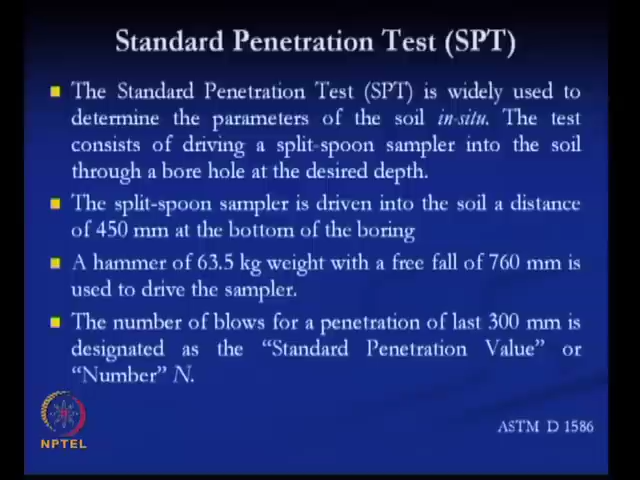 Standard Penetration Test (SPT)
The Standard Penetration Test (SPT) is widely used to
determine the parameters of the soil in-situ. The test
consists of driving a split-spoon sampler into the soil
through a bore hole at the desired depth.
The split-spoon sampler is driven into the soil a distance
of 450 mm at the bottom of the boring
A hammer of 63.5 kg weight with a free fall of 760 mm is
used to drive the sampler.
The number of blows for a penetration of last 300 mm is
designated as the “Standard Penetration Value” or
“Number” N.
NPTEL
ASTM D 1586